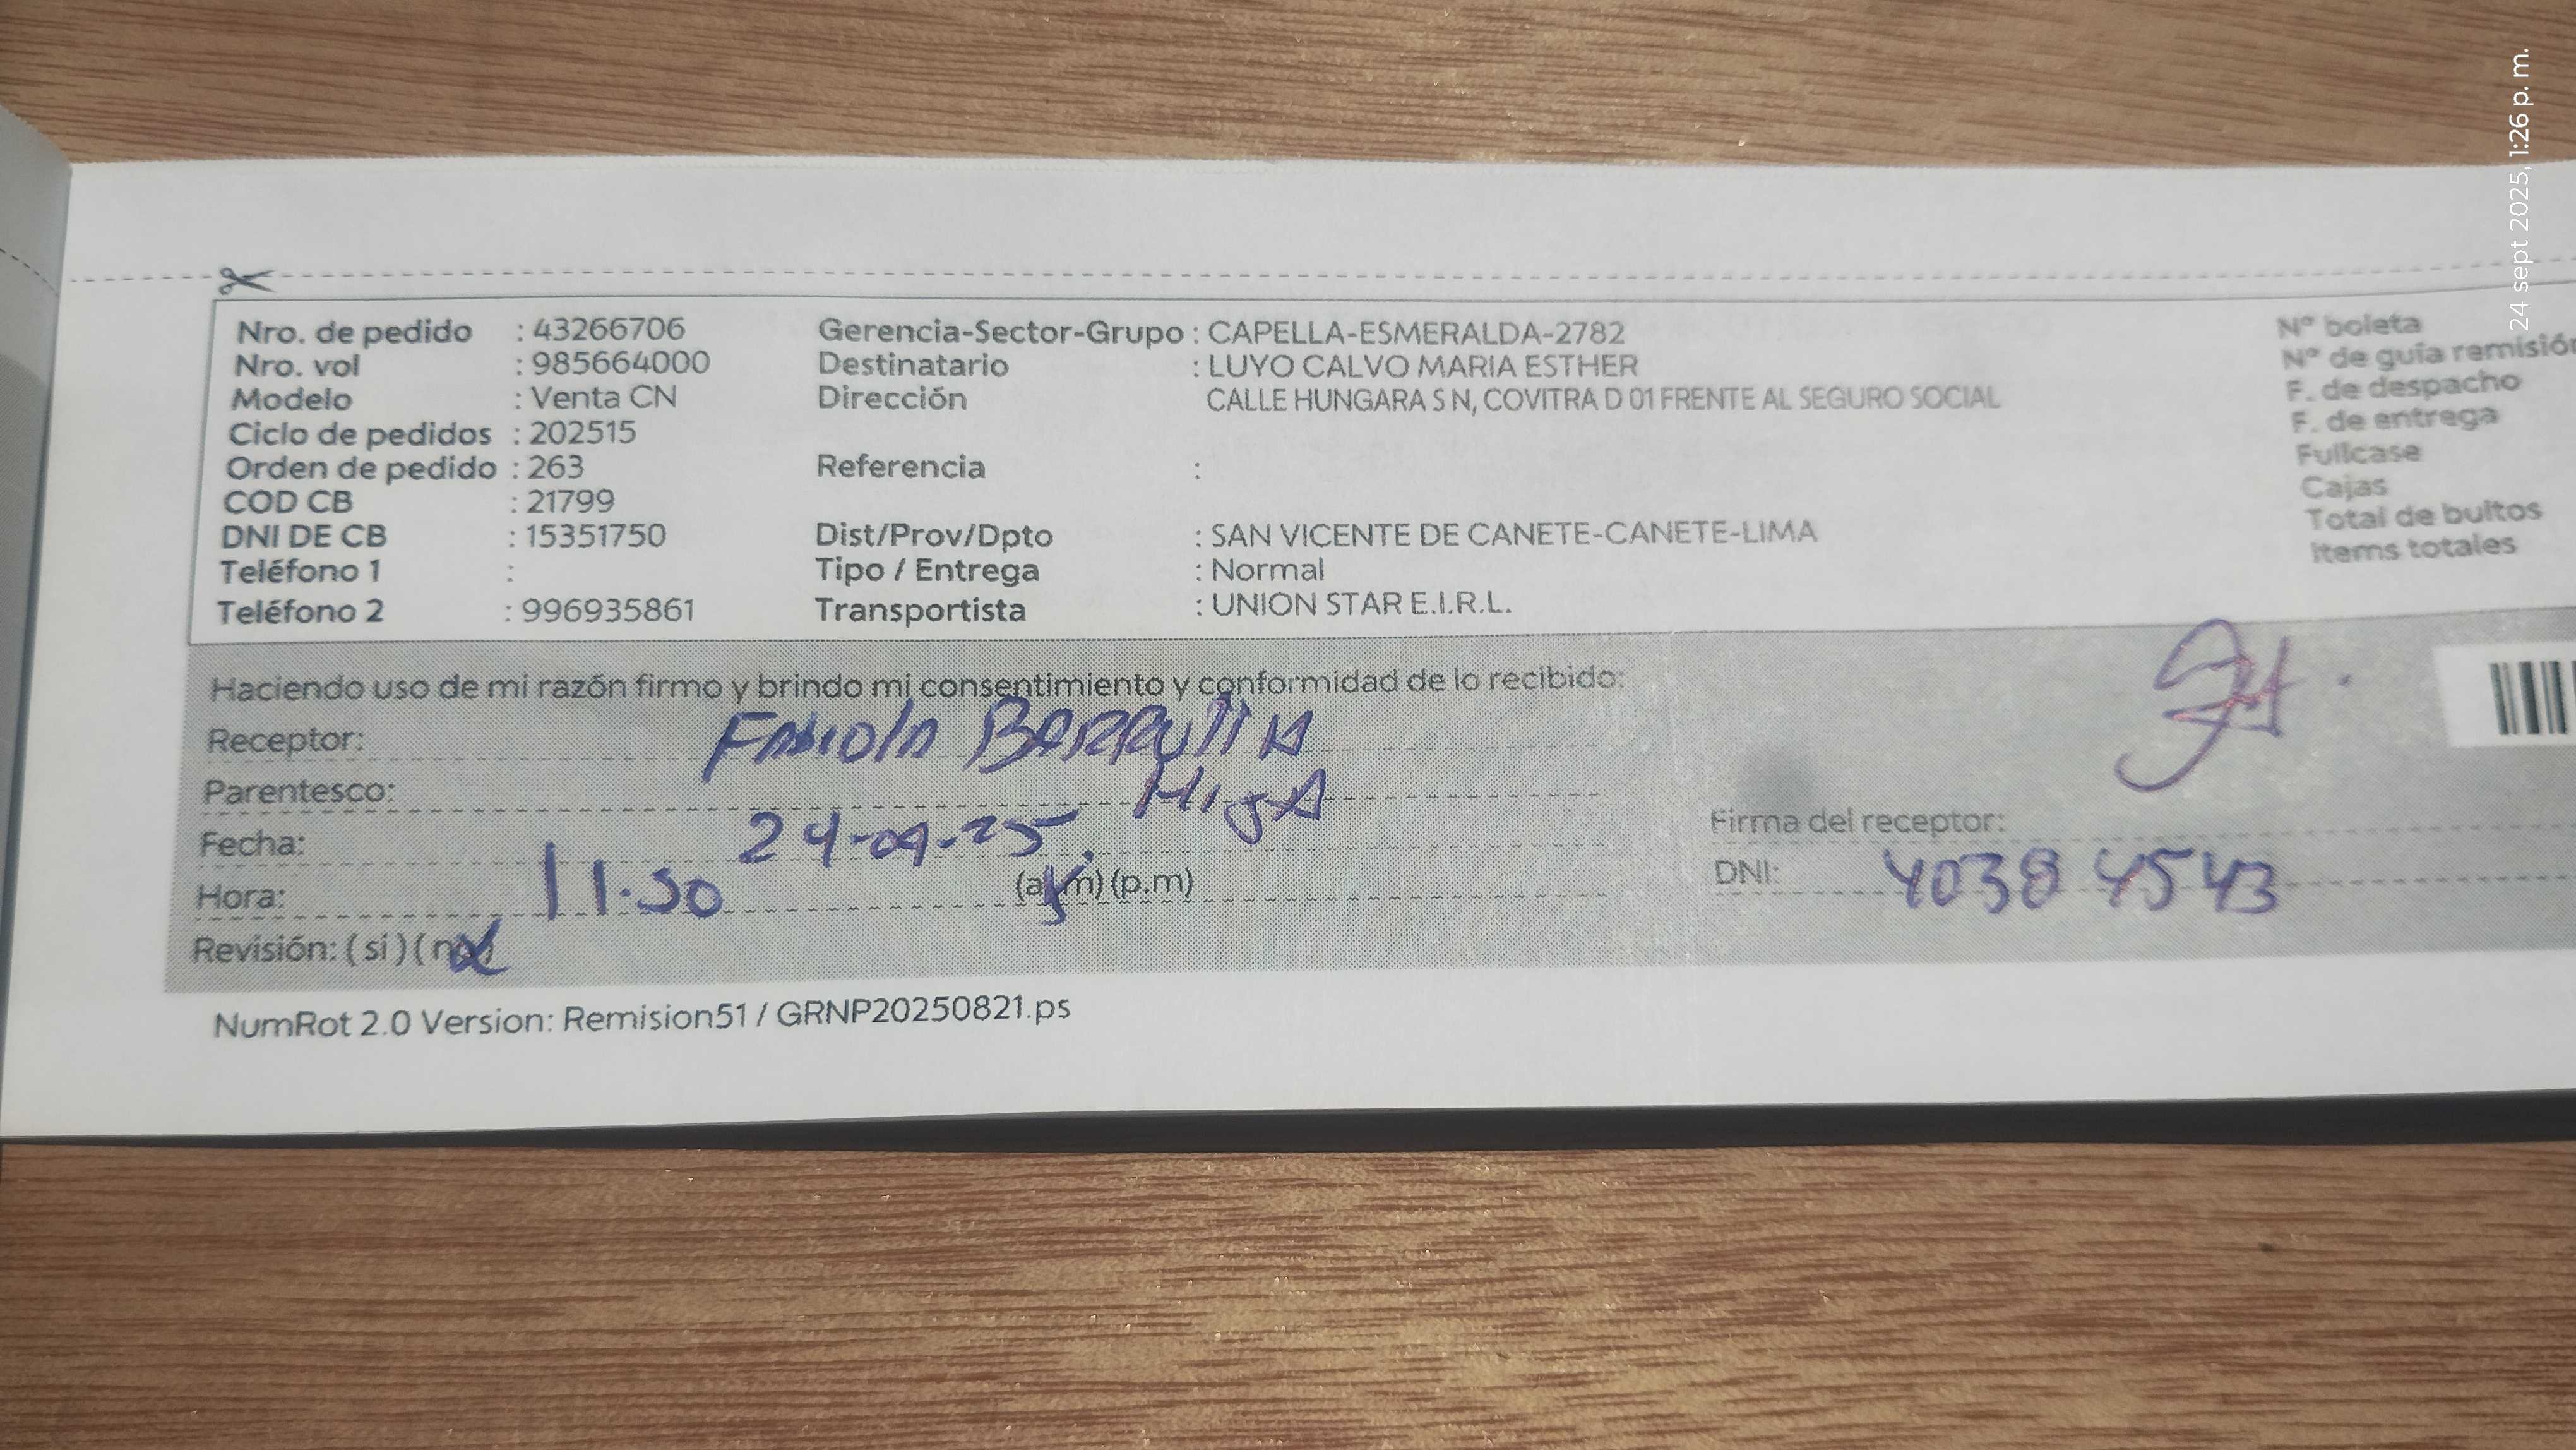 24 sept 2025, 1:26 p. m.
Nro. de pedido : 43266706
Nro. vol : 985664000
Modelo : Venta CN
Ciclo de pedidos : 202515
Orden de pedido : 263
COD CB : 21799
DNI DE CB : 15351750
Teléfono 1 :
Teléfono 2 : 996935861
Gerencia-Sector-Grupo : CAPELLA-ESMERALDA-2782
Destinatario : LUYO CALVO MARIA ESTHER
Dirección CALLE HUNGARA S N, COVITRA D 01 FRENTE AL SEGURO SOCIAL
Referencia :
Dist/Prov/Dpto : SAN VICENTE DE CANETE-CANETE-LIMA
Tipo / Entrega : Normal
Transportista : UNION STAR E.I.R.L.
Nº boleta
Nº de guía remisión
F. de despacho
F. de entrega
Fullcase
Cajas
Total de bultos
Items totales
Haciendo uso de mi razón firmo y brindo mi consentimiento y conformidad de lo recibido:
Receptor: Fabiola
Parentesco: HijA
Fecha: 24-09-25
Hora: 11.30 (a.m) (p.m)
Revisión: ( si ) ( no )
Firma del receptor:
DNI: 40384543
NumRot 2.0 Version: Remision51 / GRNP20250821.ps